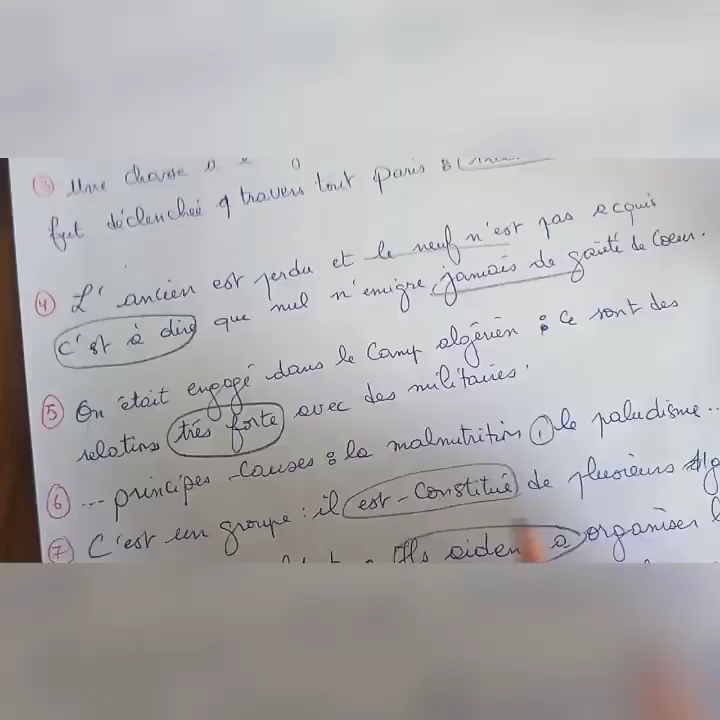 ③ Une chasse
fut déclenchée à travers tout paris :
④ L'ancien est perdu et le neuf n'est pas acquis
c'est à dire que nul n'emigre jamais de gaieté de Coeur.
⑤ On était engagé dans le Camp algérien : ce sont des
relations très forte avec des militaires.
⑥ ... principes causes : la malnutrition, le paludisme...
⑦ C'est un groupe : il est constitué de plusieurs
Ils aident à organiser